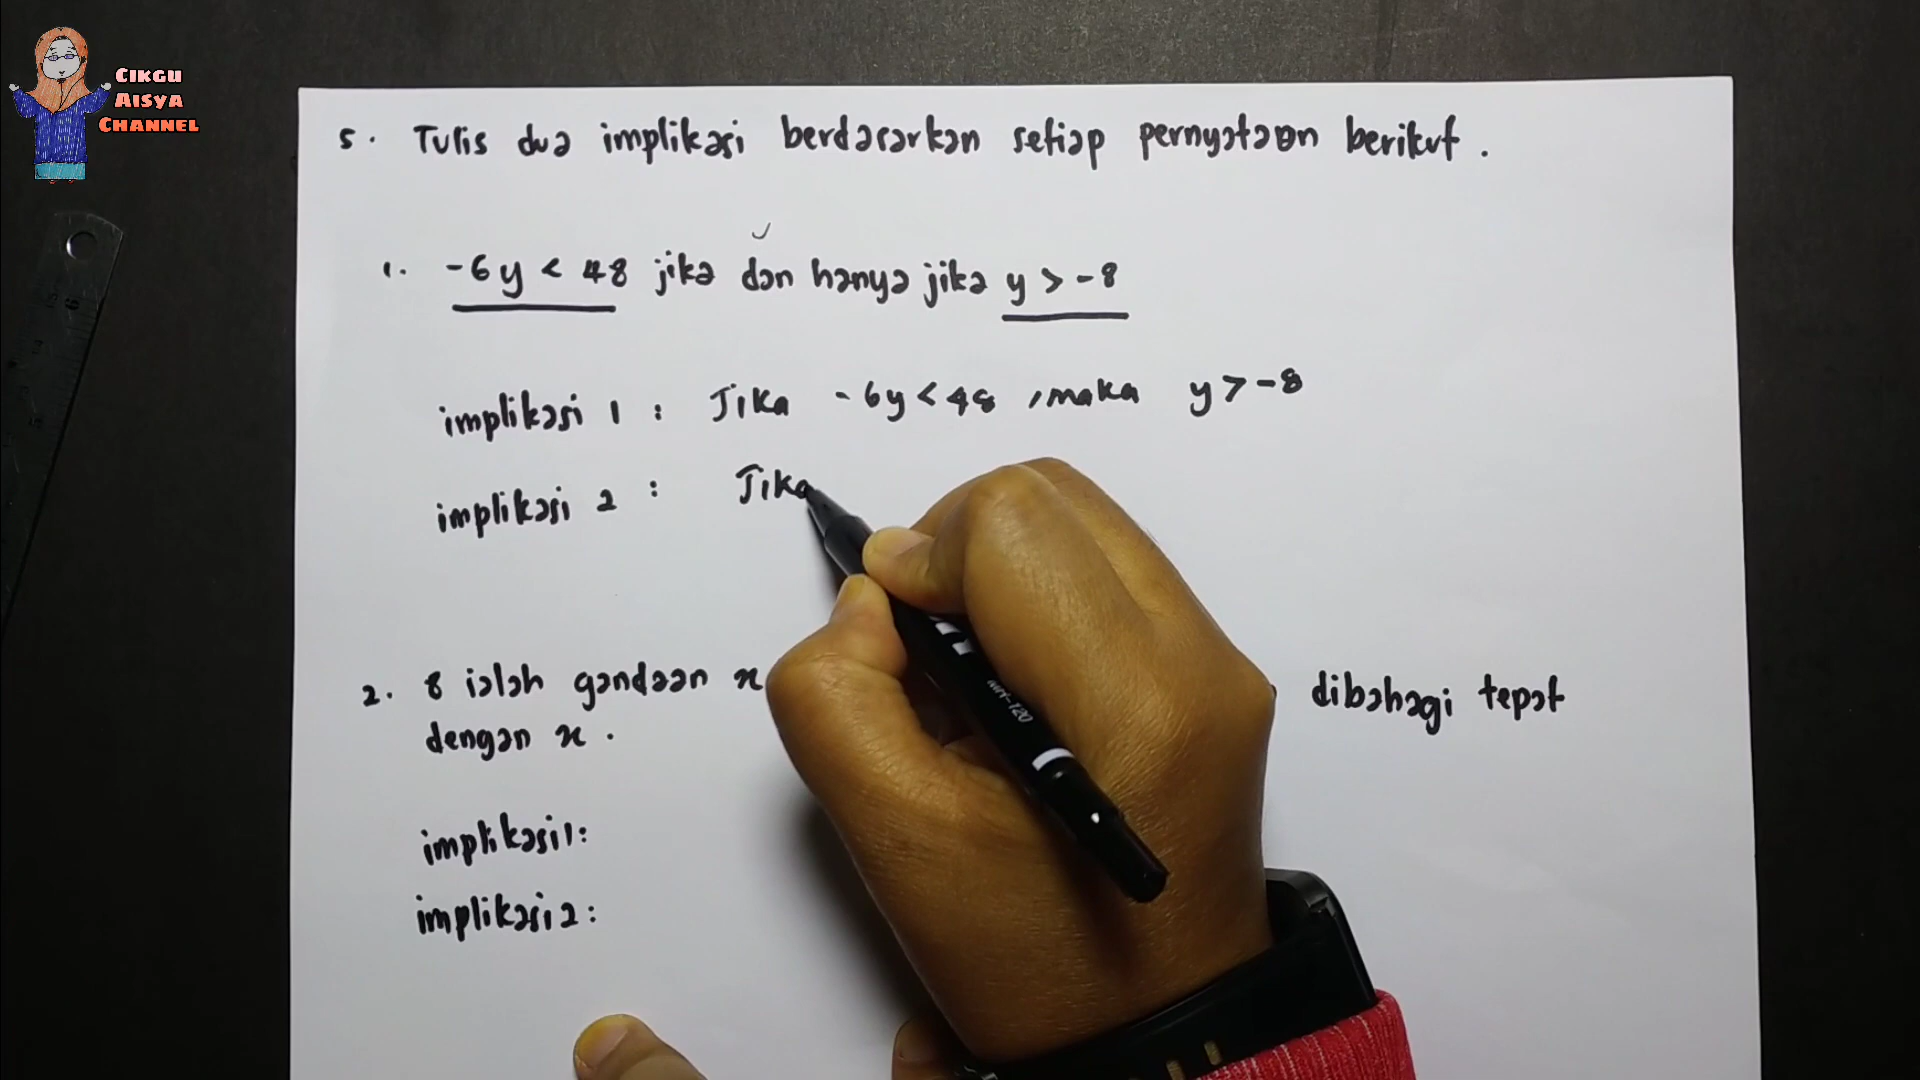 Cikgu
Aisya
Channel
5. Tulis dua implikasi berdasarkan setiap pernyataan berikut.
1. -6y < 48 jika dan hanya jika y > -8
implikasi 1 : Jika -6y < 48 , maka y > -8
implikasi 2 : Jika
2. 8 ialah gandaan x dibahagi tepat
dengan x.
implikasi 1:
implikasi 2:
MN-120